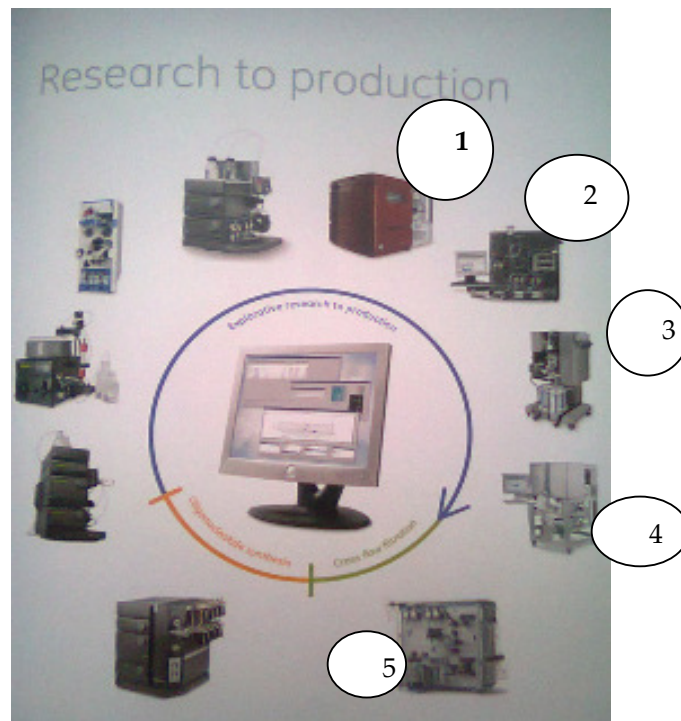 Research to production
1
2
3
4
5
Explorative research to production
Oligonucleotide synthesis
Cross flow filtration